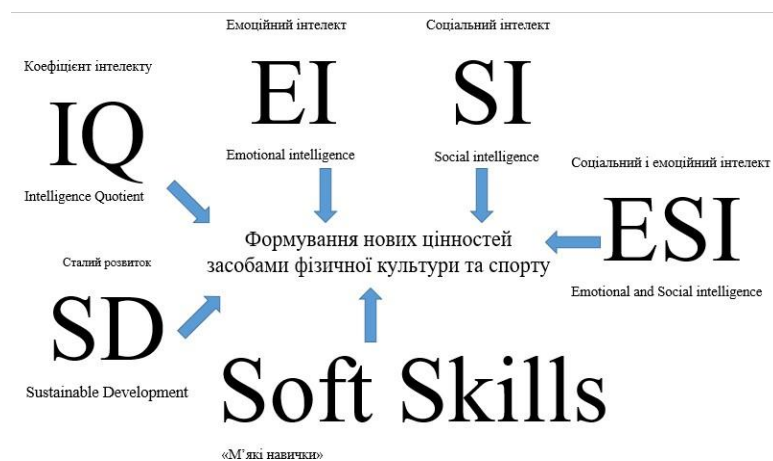 Коефіцієнт інтелекту
IQ
Intelligence Quotient
Емоційний інтелект
EI
Emotional intelligence
Соціальний інтелект
SI
Social intelligence
Соціальний і емоційний інтелект
ESI
Emotional and Social intelligence
Формування нових цінностей
засобами фізичної культури та спорту
Сталий розвиток
SD
Sustainable Development
Soft Skills
«М’які навички»